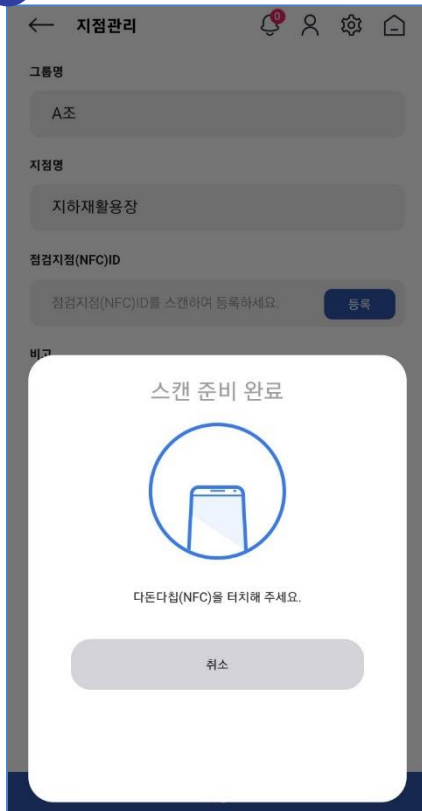 지점관리
0
그룹명
A조
지점명
지하재활용장
점검지점(NFC)ID
점검지점(NFC)ID를 스캔하여 등록하세요.
등록
비고
스캔 준비 완료
다돈다칩(NFC)을 터치해 주세요.
취소